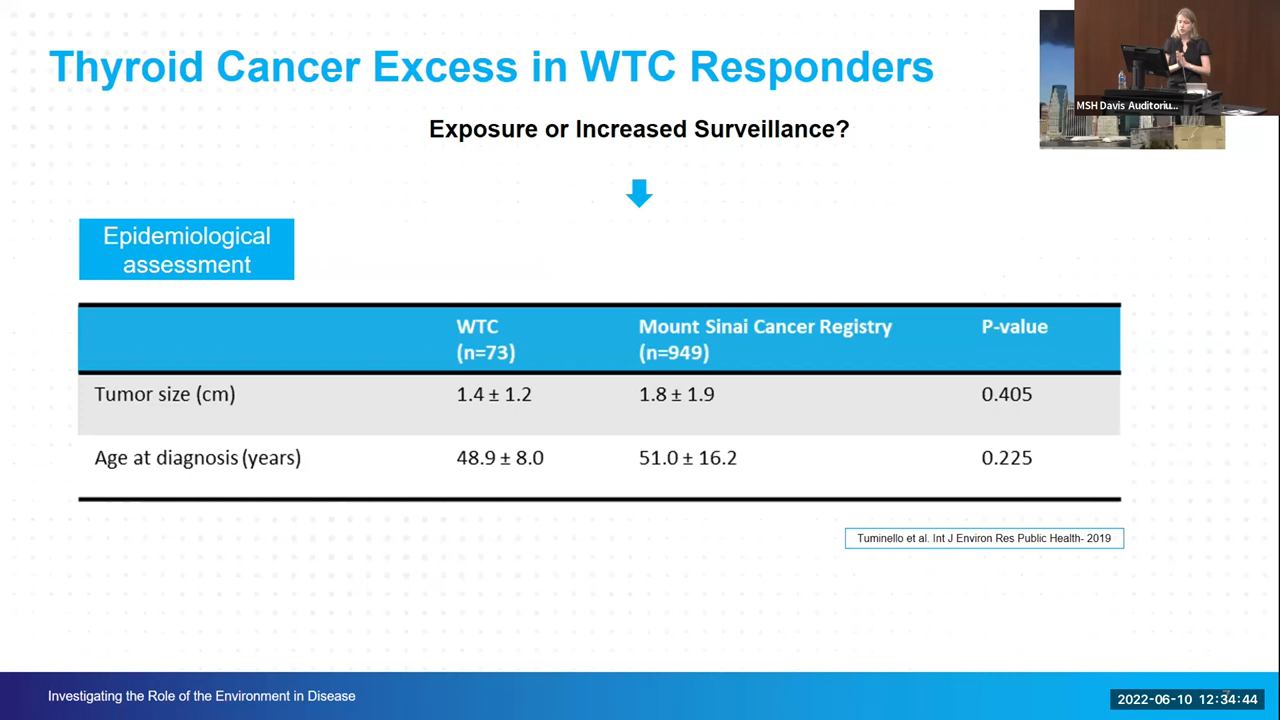 Thyroid Cancer Excess in WTC Responders
MSH Davis Auditoriu...
Exposure or Increased Surveillance?
Epidemiological
assessment
WTC
(n=73)
Mount Sinai Cancer Registry
(n=949)
P-value
Tumor size (cm) 1.4 ± 1.2 1.8 ± 1.9 0.405
Age at diagnosis (years) 48.9 ± 8.0 51.0 ± 16.2 0.225
Tuminello et al. Int J Environ Res Public Health- 2019
Investigating the Role of the Environment in Disease
2022-06-10 12:34:44